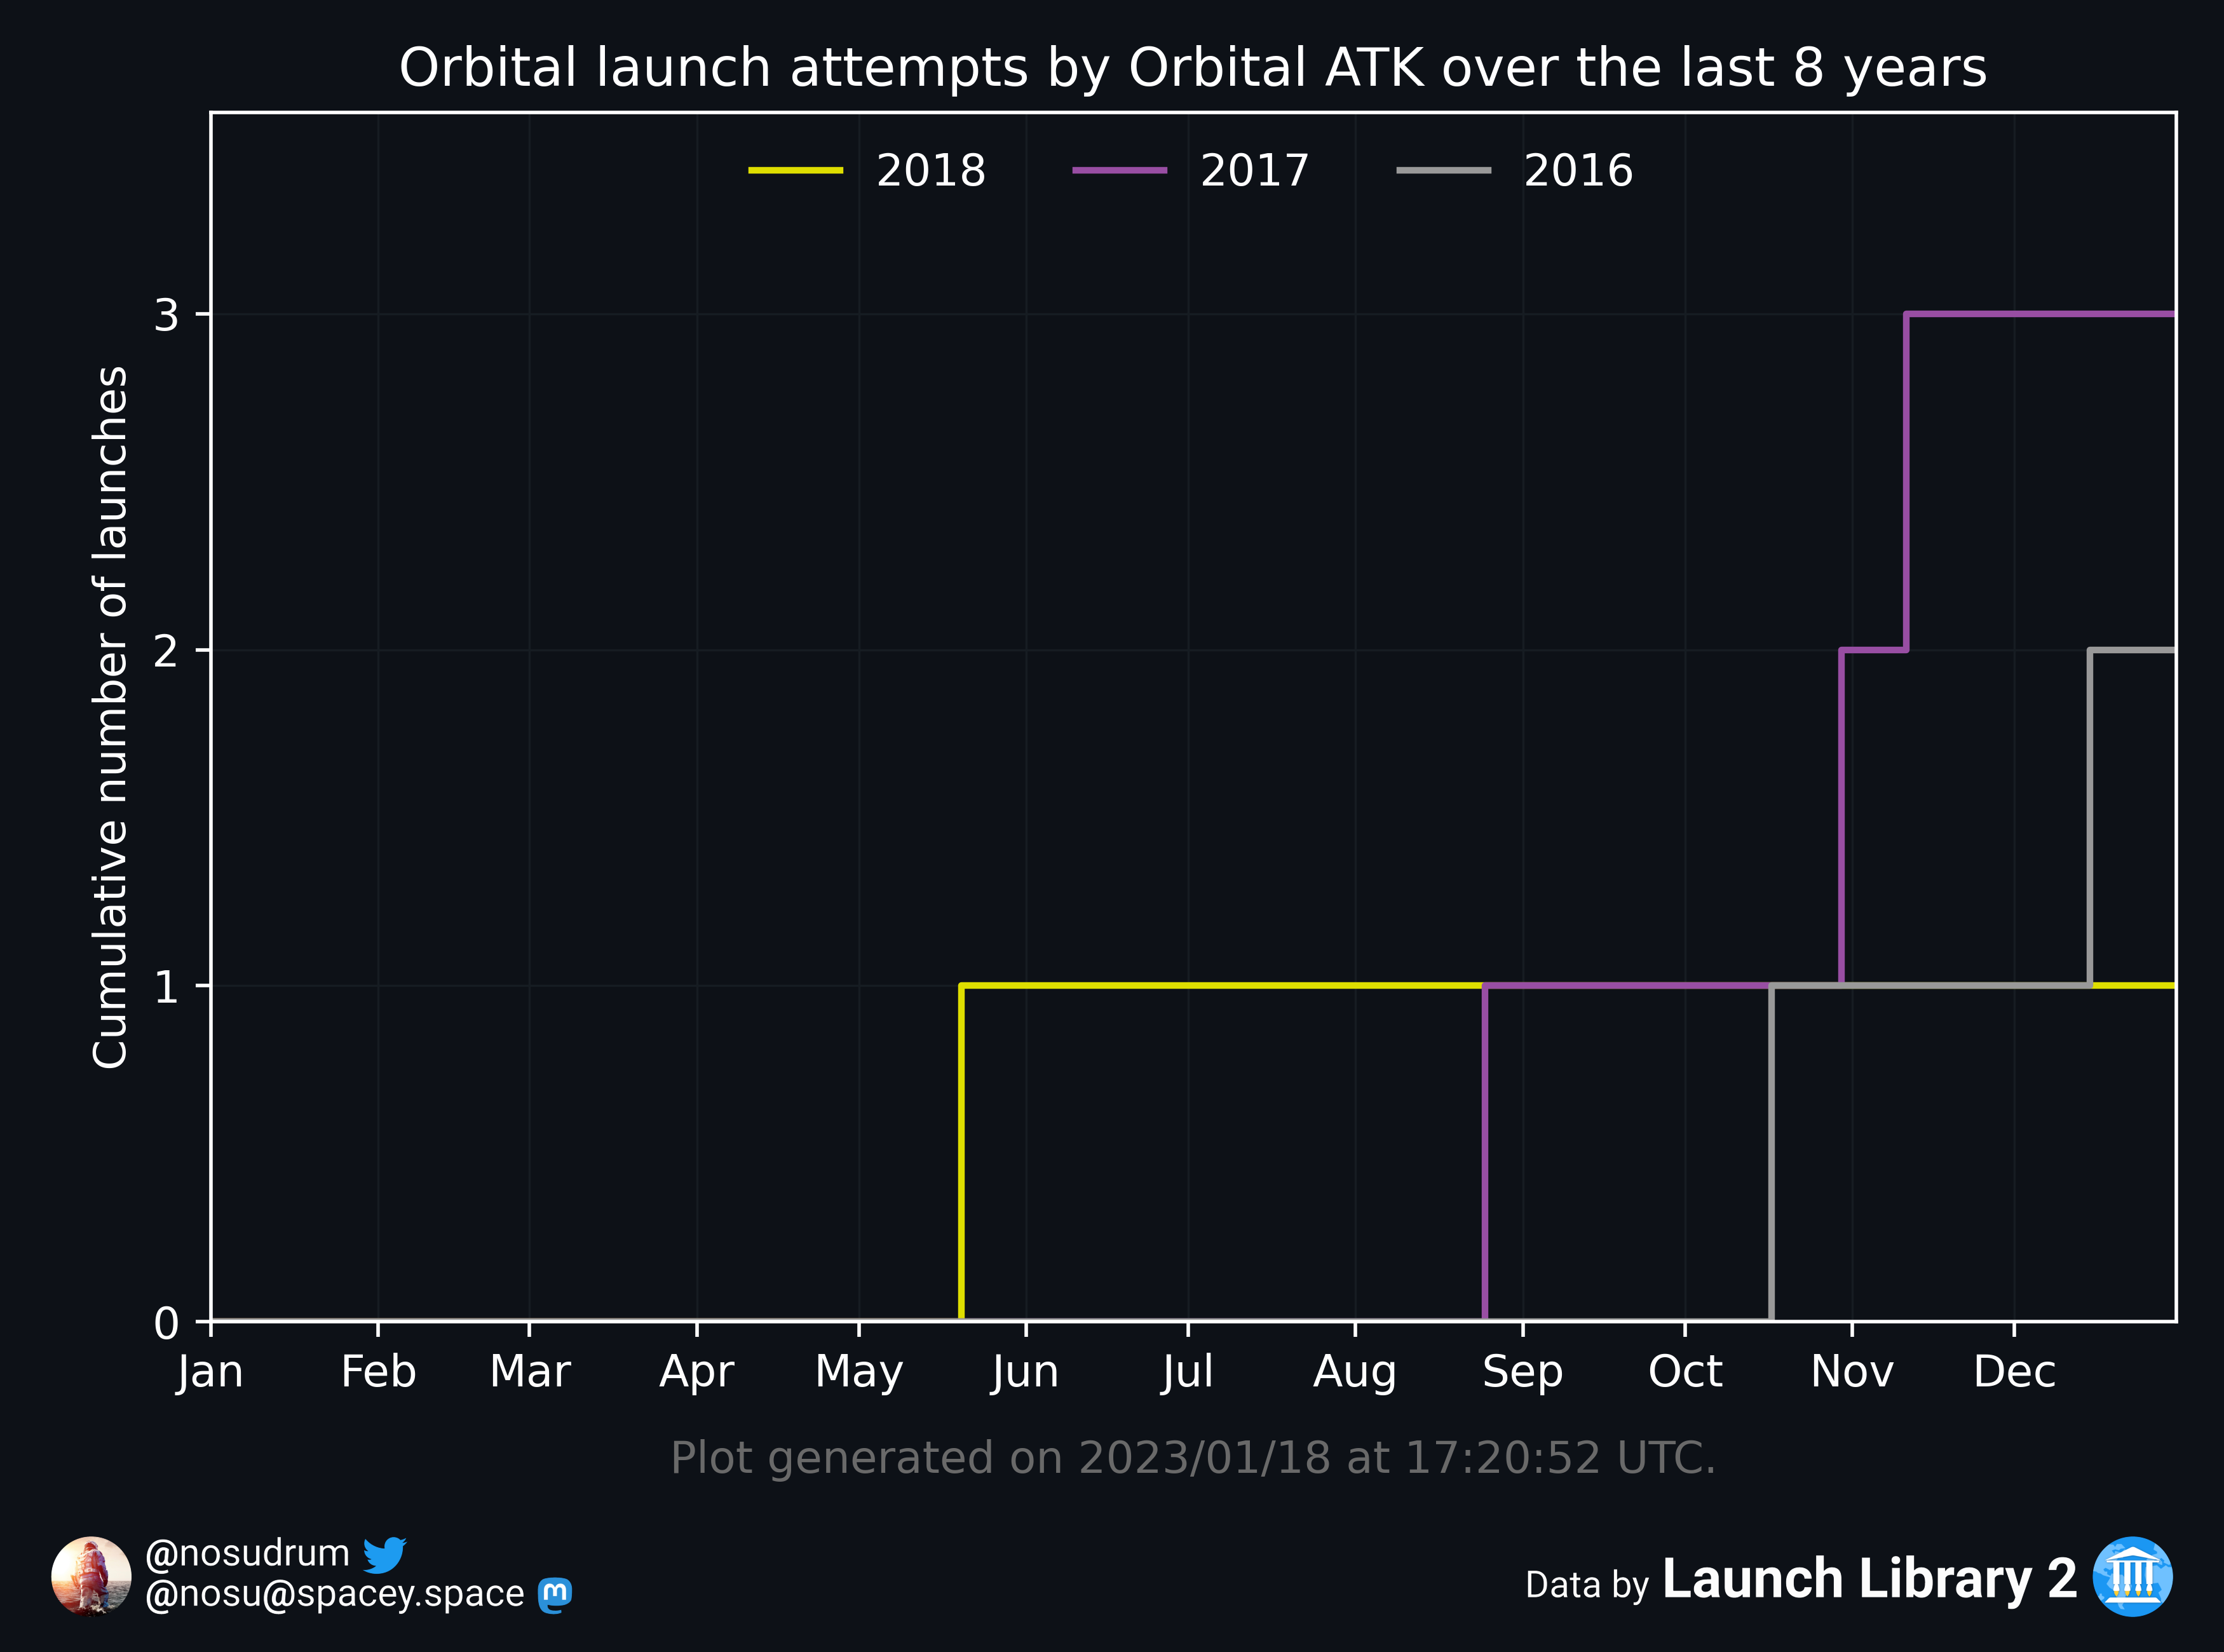 Orbital launch attempts by Orbital ATK over the last 8 years
2018 2017 2016
Cumulative number of launches
3
2
1
0
Jan Feb Mar Apr May Jun Jul Aug Sep Oct Nov Dec
Plot generated on 2023/01/18 at 17:20:52 UTC.
@nosudrum
@nosu@spacey.space
Data by Launch Library 2